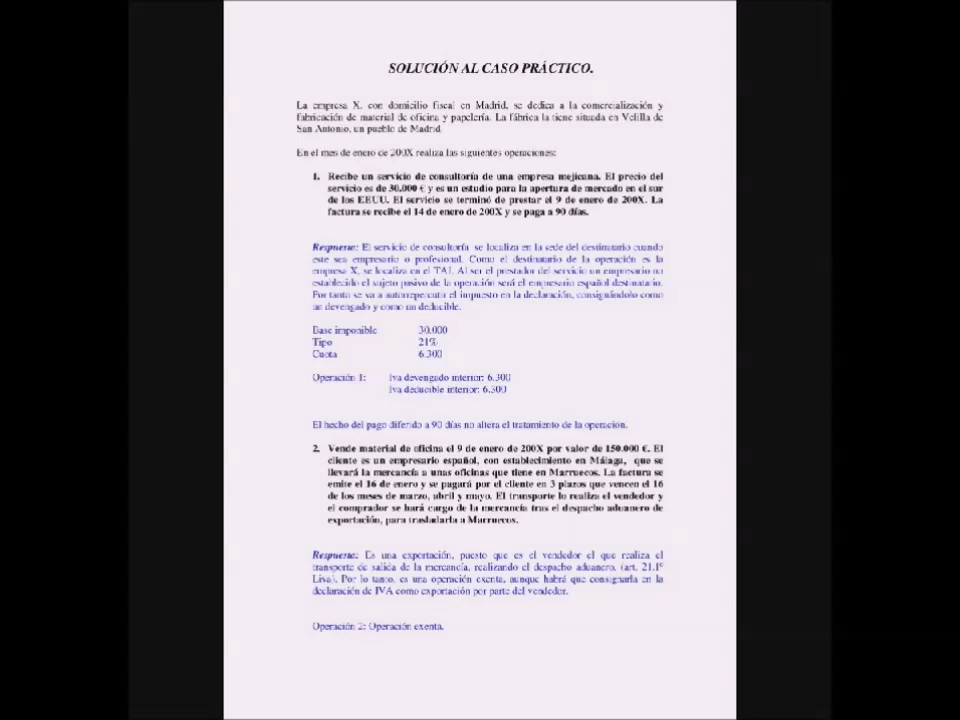 SOLUCIÓN AL CASO PRÁCTICO.
La empresa X, con domicilio fiscal en Madrid, se dedica a la comercialización y
fabricación de material de oficina y papelería. La fábrica la tiene situada en Velilla de
San Antonio, un pueblo de Madrid.
En el mes de enero de 200X realiza las siguientes operaciones:
1. Recibe un servicio de consultoría de una empresa mejicana. El precio del
servicio es de 30.000 € y es un estudio para la apertura de mercado en el sur
de los EEUU. El servicio se terminó de prestar el 9 de enero de 200X. La
factura se recibe el 14 de enero de 200X y se paga a 90 días.
Respuesta: El servicio de consultoría se localiza en la sede del destinatario cuando
este sea empresario o profesional. Como el destinatario de la operación es la
empresa X, se localiza en el TAI. Al ser el prestador del servicio un empresario no
establecido el sujeto pasivo de la operación será el empresario español destinatario.
Por tanto se va a autorrepercutir el impuesto en la declaración, consignándolo como
un devengado y como un deducible.
Base imponible 30.000
Tipo 21%
Cuota 6.300
Operación 1: Iva devengado interior: 6.300
Iva deducible interior: 6.300
El hecho del pago diferido a 90 días no altera el tratamiento de la operación.
2. Vende material de oficina el 9 de enero de 200X por valor de 150.000 €. El
cliente es un empresario español, con establecimiento en Málaga, que se
llevará la mercancía a unas oficinas que tiene en Marruecos. La factura se
emite el 16 de enero y se pagará por el cliente en 3 plazos que vencen el 16
de los meses de marzo, abril y mayo. El transporte lo realiza el vendedor y
el comprador se hará cargo de la mercancía tras el despacho aduanero de
exportación, para trasladarla a Marruecos.
Respuesta: Es una exportación, puesto que es el vendedor el que realiza el
transporte de salida de la mercancía, realizando el despacho aduanero. (art. 21.1º
Liva). Por lo tanto, es una operación exenta, aunque habrá que consignarla en la
declaración de IVA como exportación por parte del vendedor.
Operación 2: Operación exenta.